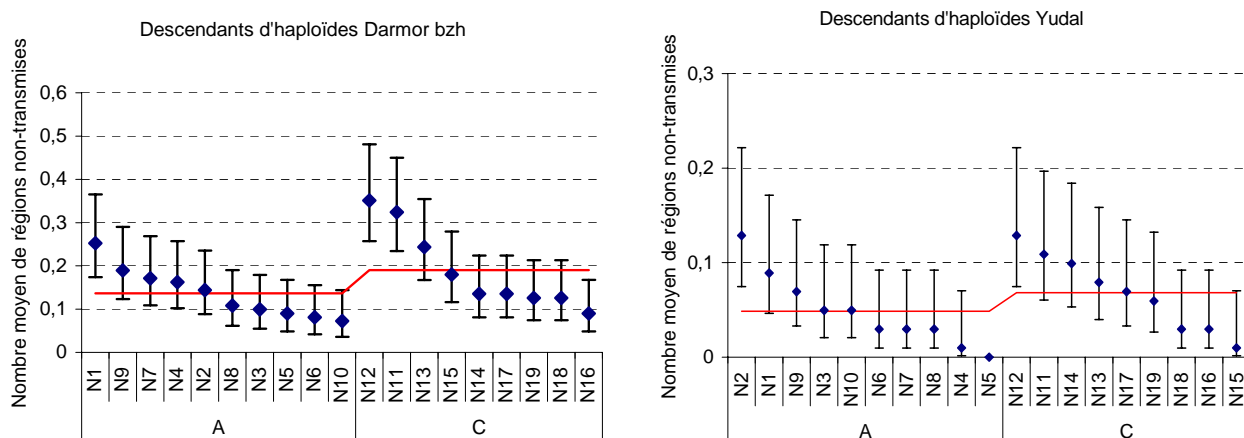 Descendants d'haploïdes Darmor bzh
Nombre moyen de régions non-transmises
0,6
0,5
0,4
0,3
0,2
0,1
0
N1 N9 N7 N4 N2 N8 N3 N5 N6 N10 N12 N11 N13 N15 N14 N17 N19 N18 N16
A C
Descendants d'haploïdes Yudal
Nombre moyen de régions non-transmises
0,3
0,2
0,1
0
N2 N1 N9 N3 N10 N6 N7 N8 N4 N5 N12 N11 N14 N13 N17 N19 N18 N16 N15
A C